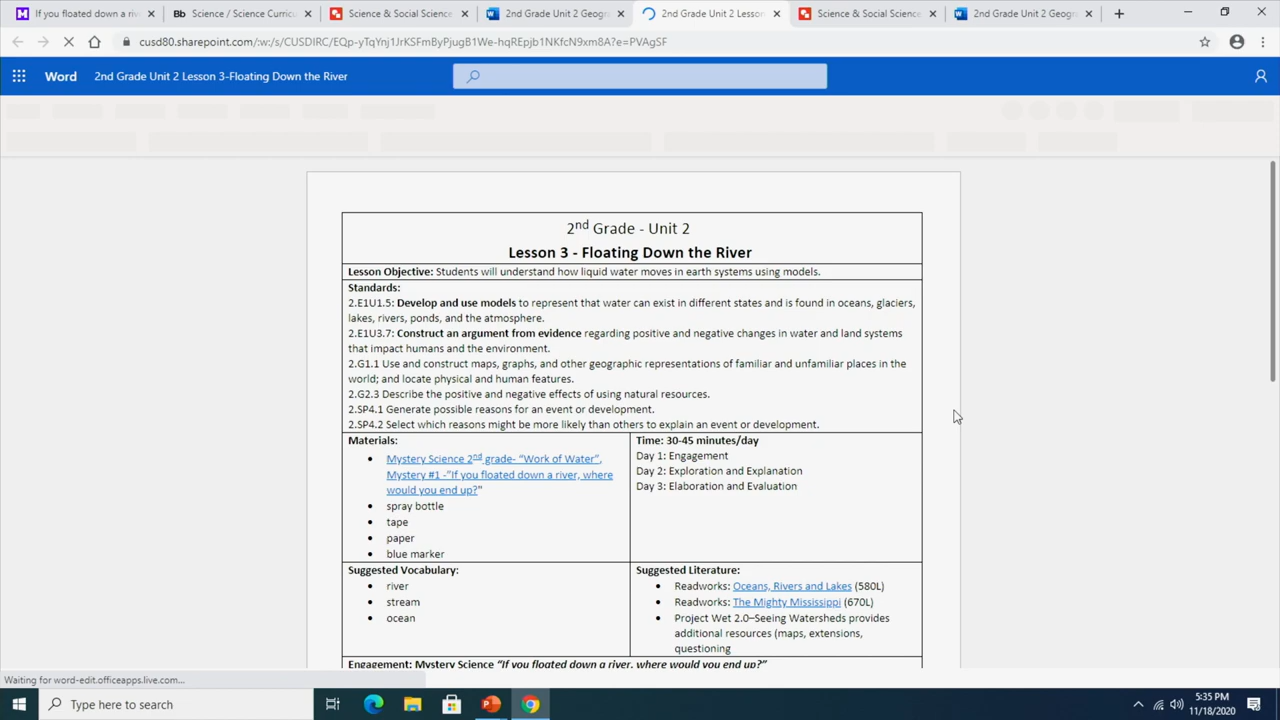 If you floated down a rive
Science / Science Curricu
Science & Social Science
2nd Grade Unit 2 Geogra
2nd Grade Unit 2 Lesson
Science & Social Science
2nd Grade Unit 2 Geogr
cusd80.sharepoint.com/:w:/s/CUSDIRC/EQp-yTqYnj1JrKSFmByPjugB1We-hqREpjb1NKfcN9xm8A?e=PVAgSF
Word 2nd Grade Unit 2 Lesson 3-Floating Down the River
2nd Grade - Unit 2
Lesson 3 - Floating Down the River
Lesson Objective: Students will understand how liquid water moves in earth systems using models.
Standards:
2.E1U1.5: Develop and use models to represent that water can exist in different states and is found in oceans, glaciers,
lakes, rivers, ponds, and the atmosphere.
2.E1U3.7: Construct an argument from evidence regarding positive and negative changes in water and land systems
that impact humans and the environment.
2.G1.1 Use and construct maps, graphs, and other geographic representations of familiar and unfamiliar places in the
world; and locate physical and human features.
2.G2.3 Describe the positive and negative effects of using natural resources.
2.SP4.1 Generate possible reasons for an event or development.
2.SP4.2 Select which reasons might be more likely than others to explain an event or development.
Materials:
• Mystery Science 2nd grade- “Work of Water”,
Mystery #1 -”If you floated down a river, where
would you end up?”
• spray bottle
• tape
• paper
• blue marker
Time: 30-45 minutes/day
Day 1: Engagement
Day 2: Exploration and Explanation
Day 3: Elaboration and Evaluation
Suggested Vocabulary:
• river
• stream
• ocean
Suggested Literature:
• Readworks: Oceans, Rivers and Lakes (580L)
• Readworks: The Mighty Mississippi (670L)
• Project Wet 2.0–Seeing Watersheds provides
additional resources (maps, extensions,
questioning
Engagement: Mystery Science “If you floated down a river, where would you end up?”
Waiting for word-edit.officeapps.live.com...
Type here to search
5:35 PM
11/18/2020